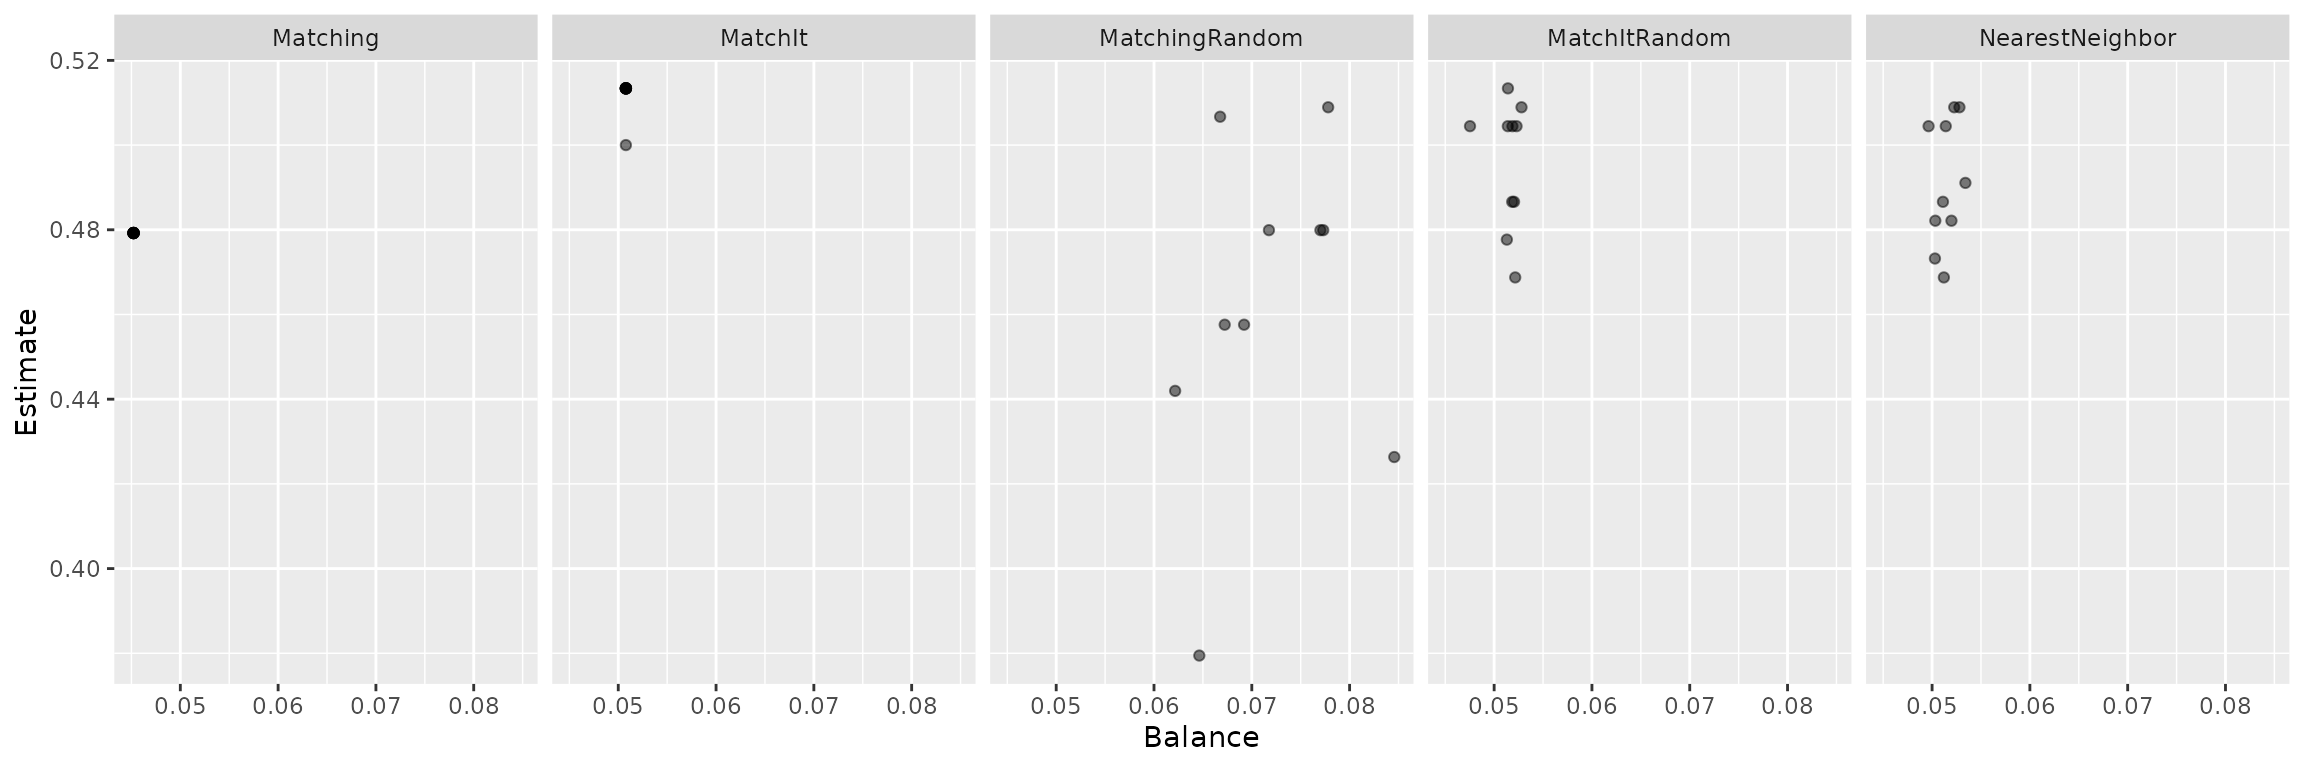 Matching
MatchIt
MatchingRandom
MatchItRandom
NearestNeighbor
0.52
0.48
0.44
0.40
Estimate
0.05 0.06 0.07 0.08
0.05 0.06 0.07 0.08
0.05 0.06 0.07 0.08
0.05 0.06 0.07 0.08
0.05 0.06 0.07 0.08
Balance